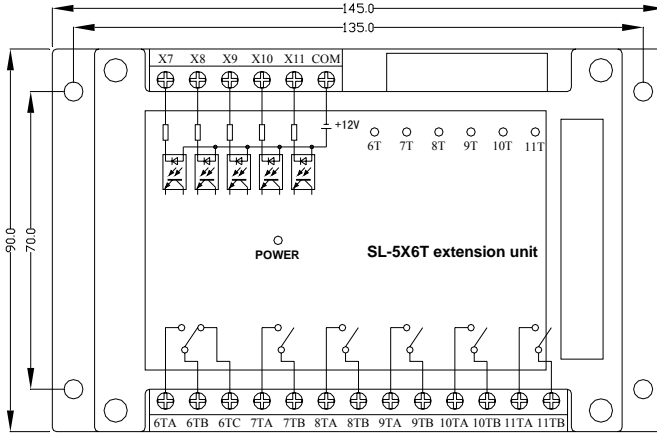 145.0
135.0
X7 X8 X9 X10 X11 COM
+12V
6T 7T 8T 9T 10T 11T
90.0
70.0
POWER
SL-5X6T extension unit
6TA 6TB 6TC 7TA 7TB 8TA 8TB 9TA 9TB 10TA 10TB 11TA 11TB